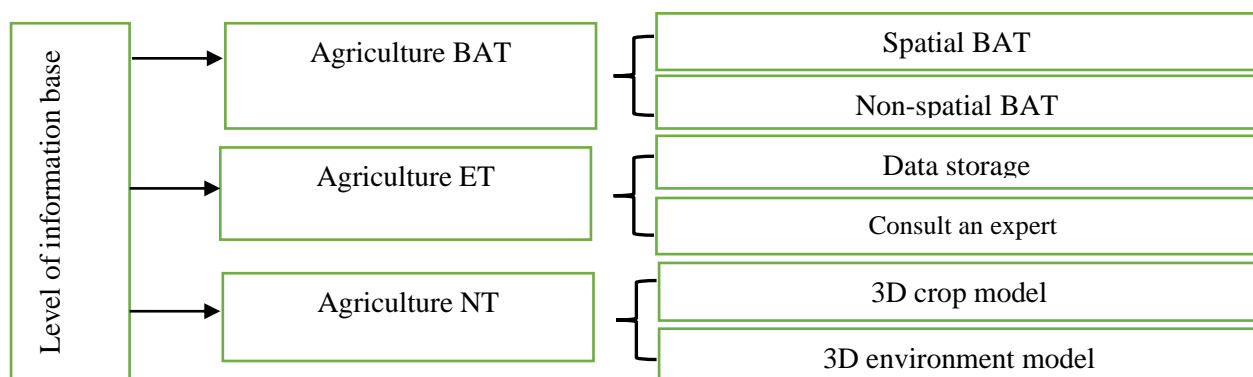 Level of information base
Agriculture BAT
Spatial BAT
Non-spatial BAT
Agriculture ET
Data storage
Consult an expert
Agriculture NT
3D crop model
3D environment model